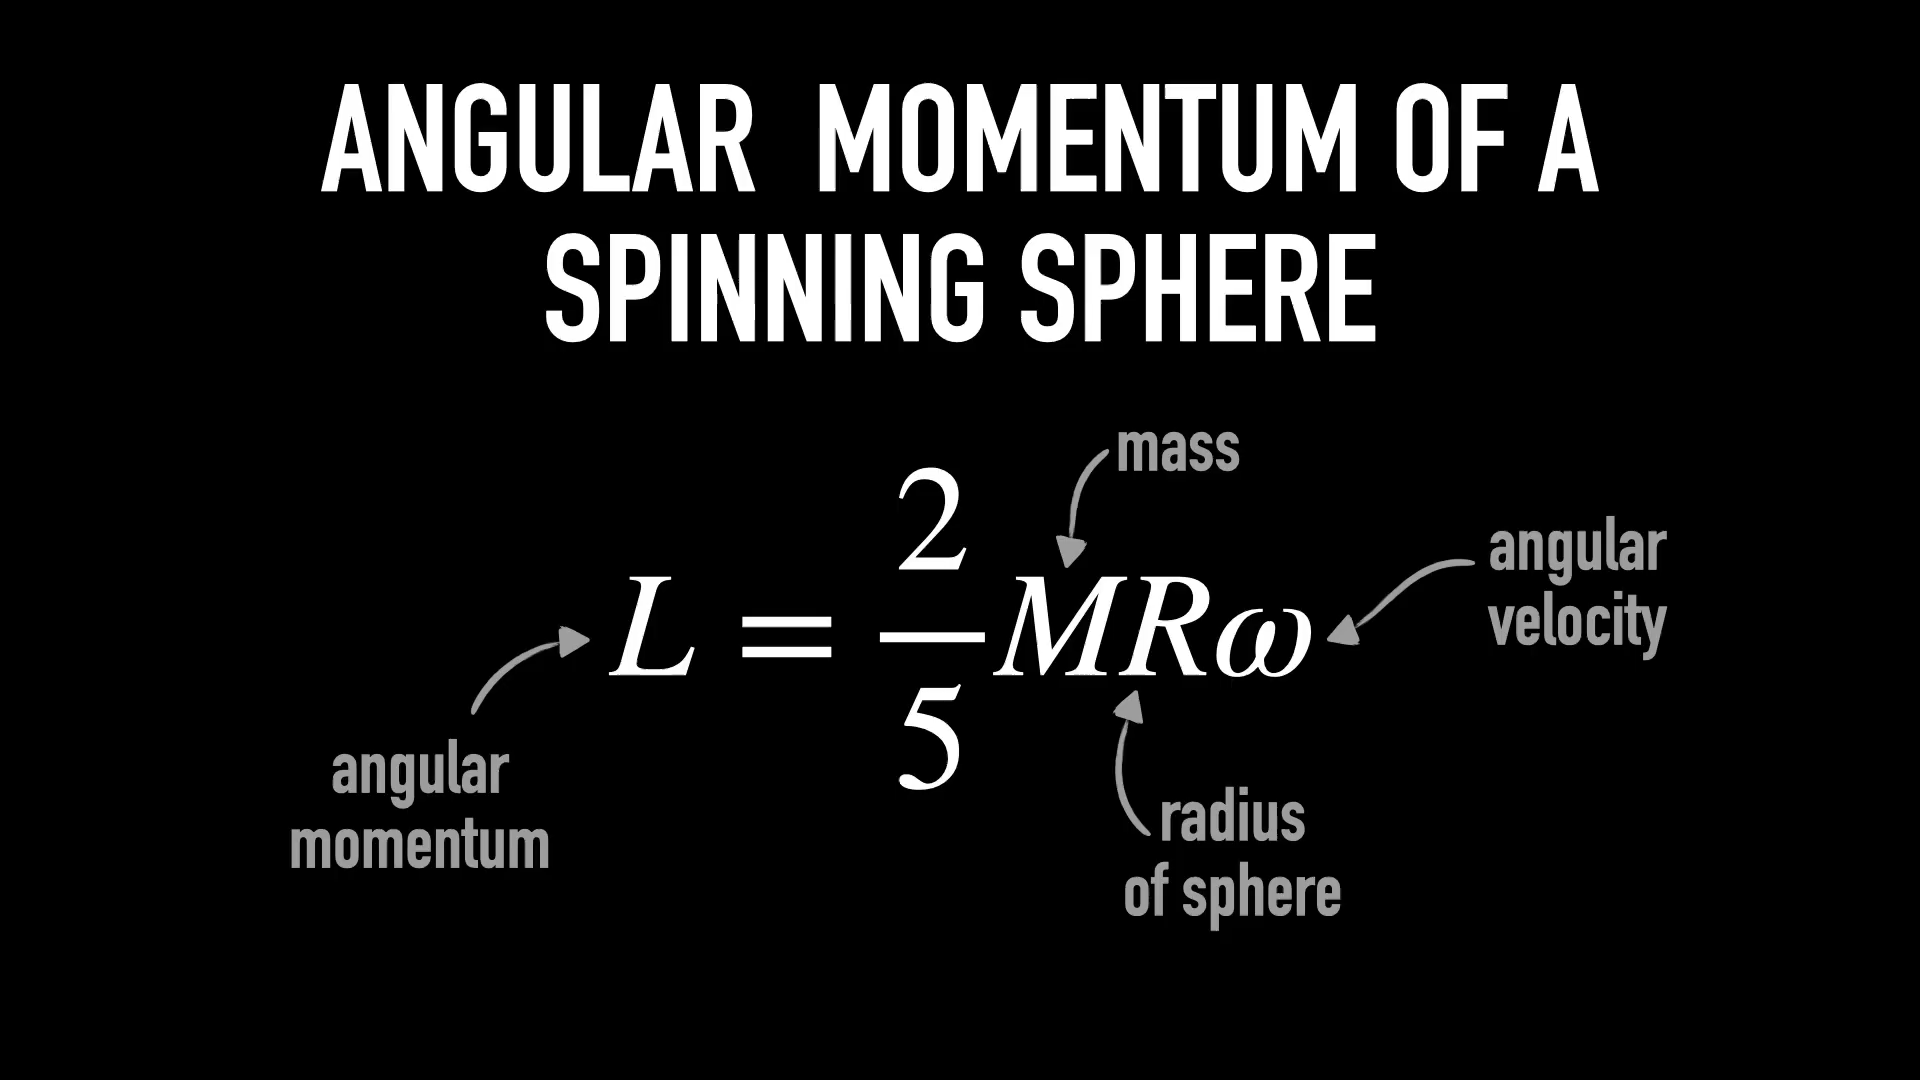 ANGULAR MOMENTUM OF A
SPINNING SPHERE
mass
angular
velocity
L = 2/5 MRω
angular
momentum
radius
of sphere